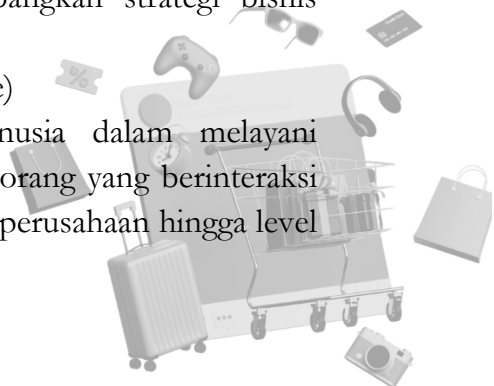 bangkan strategi bisnis
e)
nusia dalam melayani
orang yang berinteraksi
perusahaan hingga level